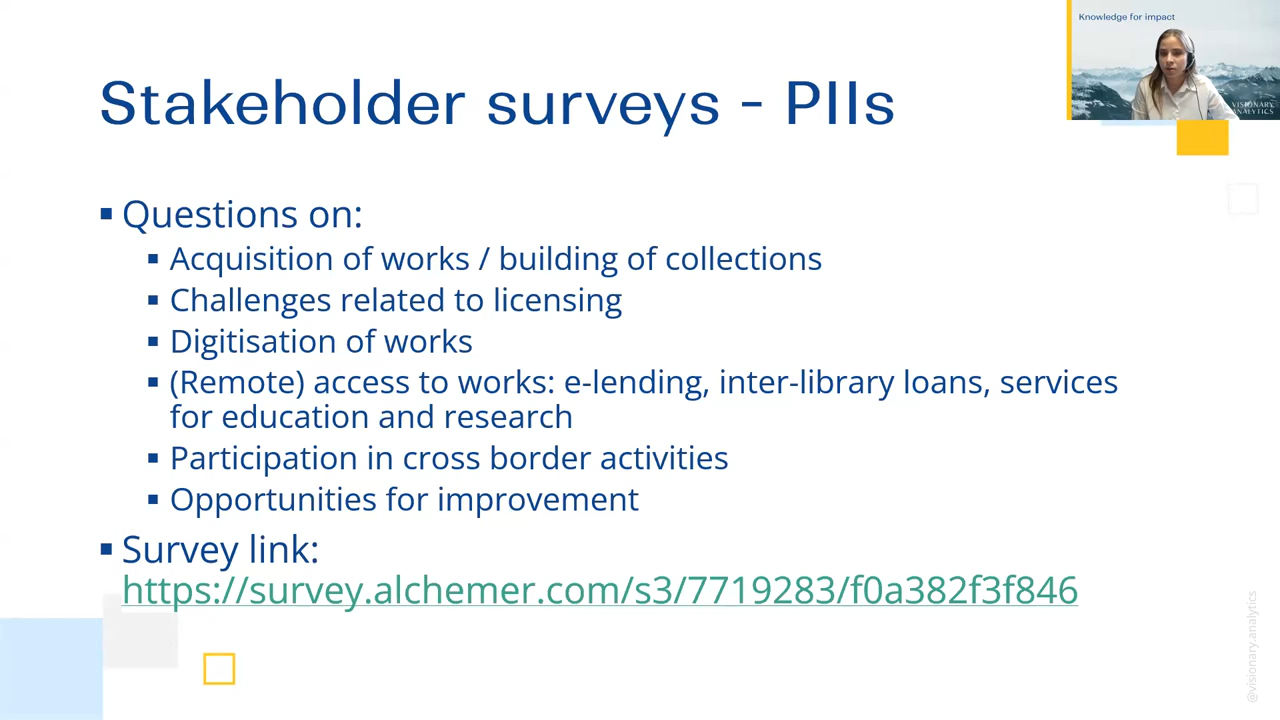 Knowledge for impact
VISIONARY
ANALYTICS
Stakeholder surveys - PIIs
Questions on:
Acquisition of works / building of collections
Challenges related to licensing
Digitisation of works
(Remote) access to works: e-lending, inter-library loans, services
for education and research
Participation in cross border activities
Opportunities for improvement
Survey link:
https://survey.alchemer.com/s3/7719283/f0a382f3f846
@visionary.analytics